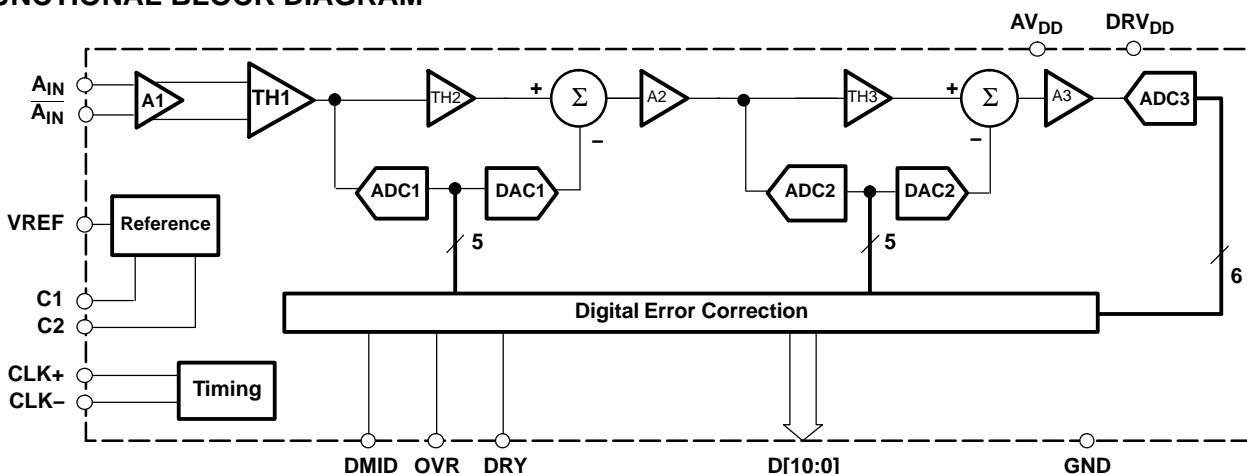 FUNCTIONAL BLOCK DIAGRAM
AVDD DRVDD
AIN
AIN
A1
TH1
TH2
+
Σ
−
A2
TH3
+
Σ
−
A3
ADC3
ADC1
DAC1
ADC2
DAC2
VREF
Reference
5
5
6
C1
C2
Digital Error Correction
CLK+
CLK−
Timing
DMID OVR DRY D[10:0] GND